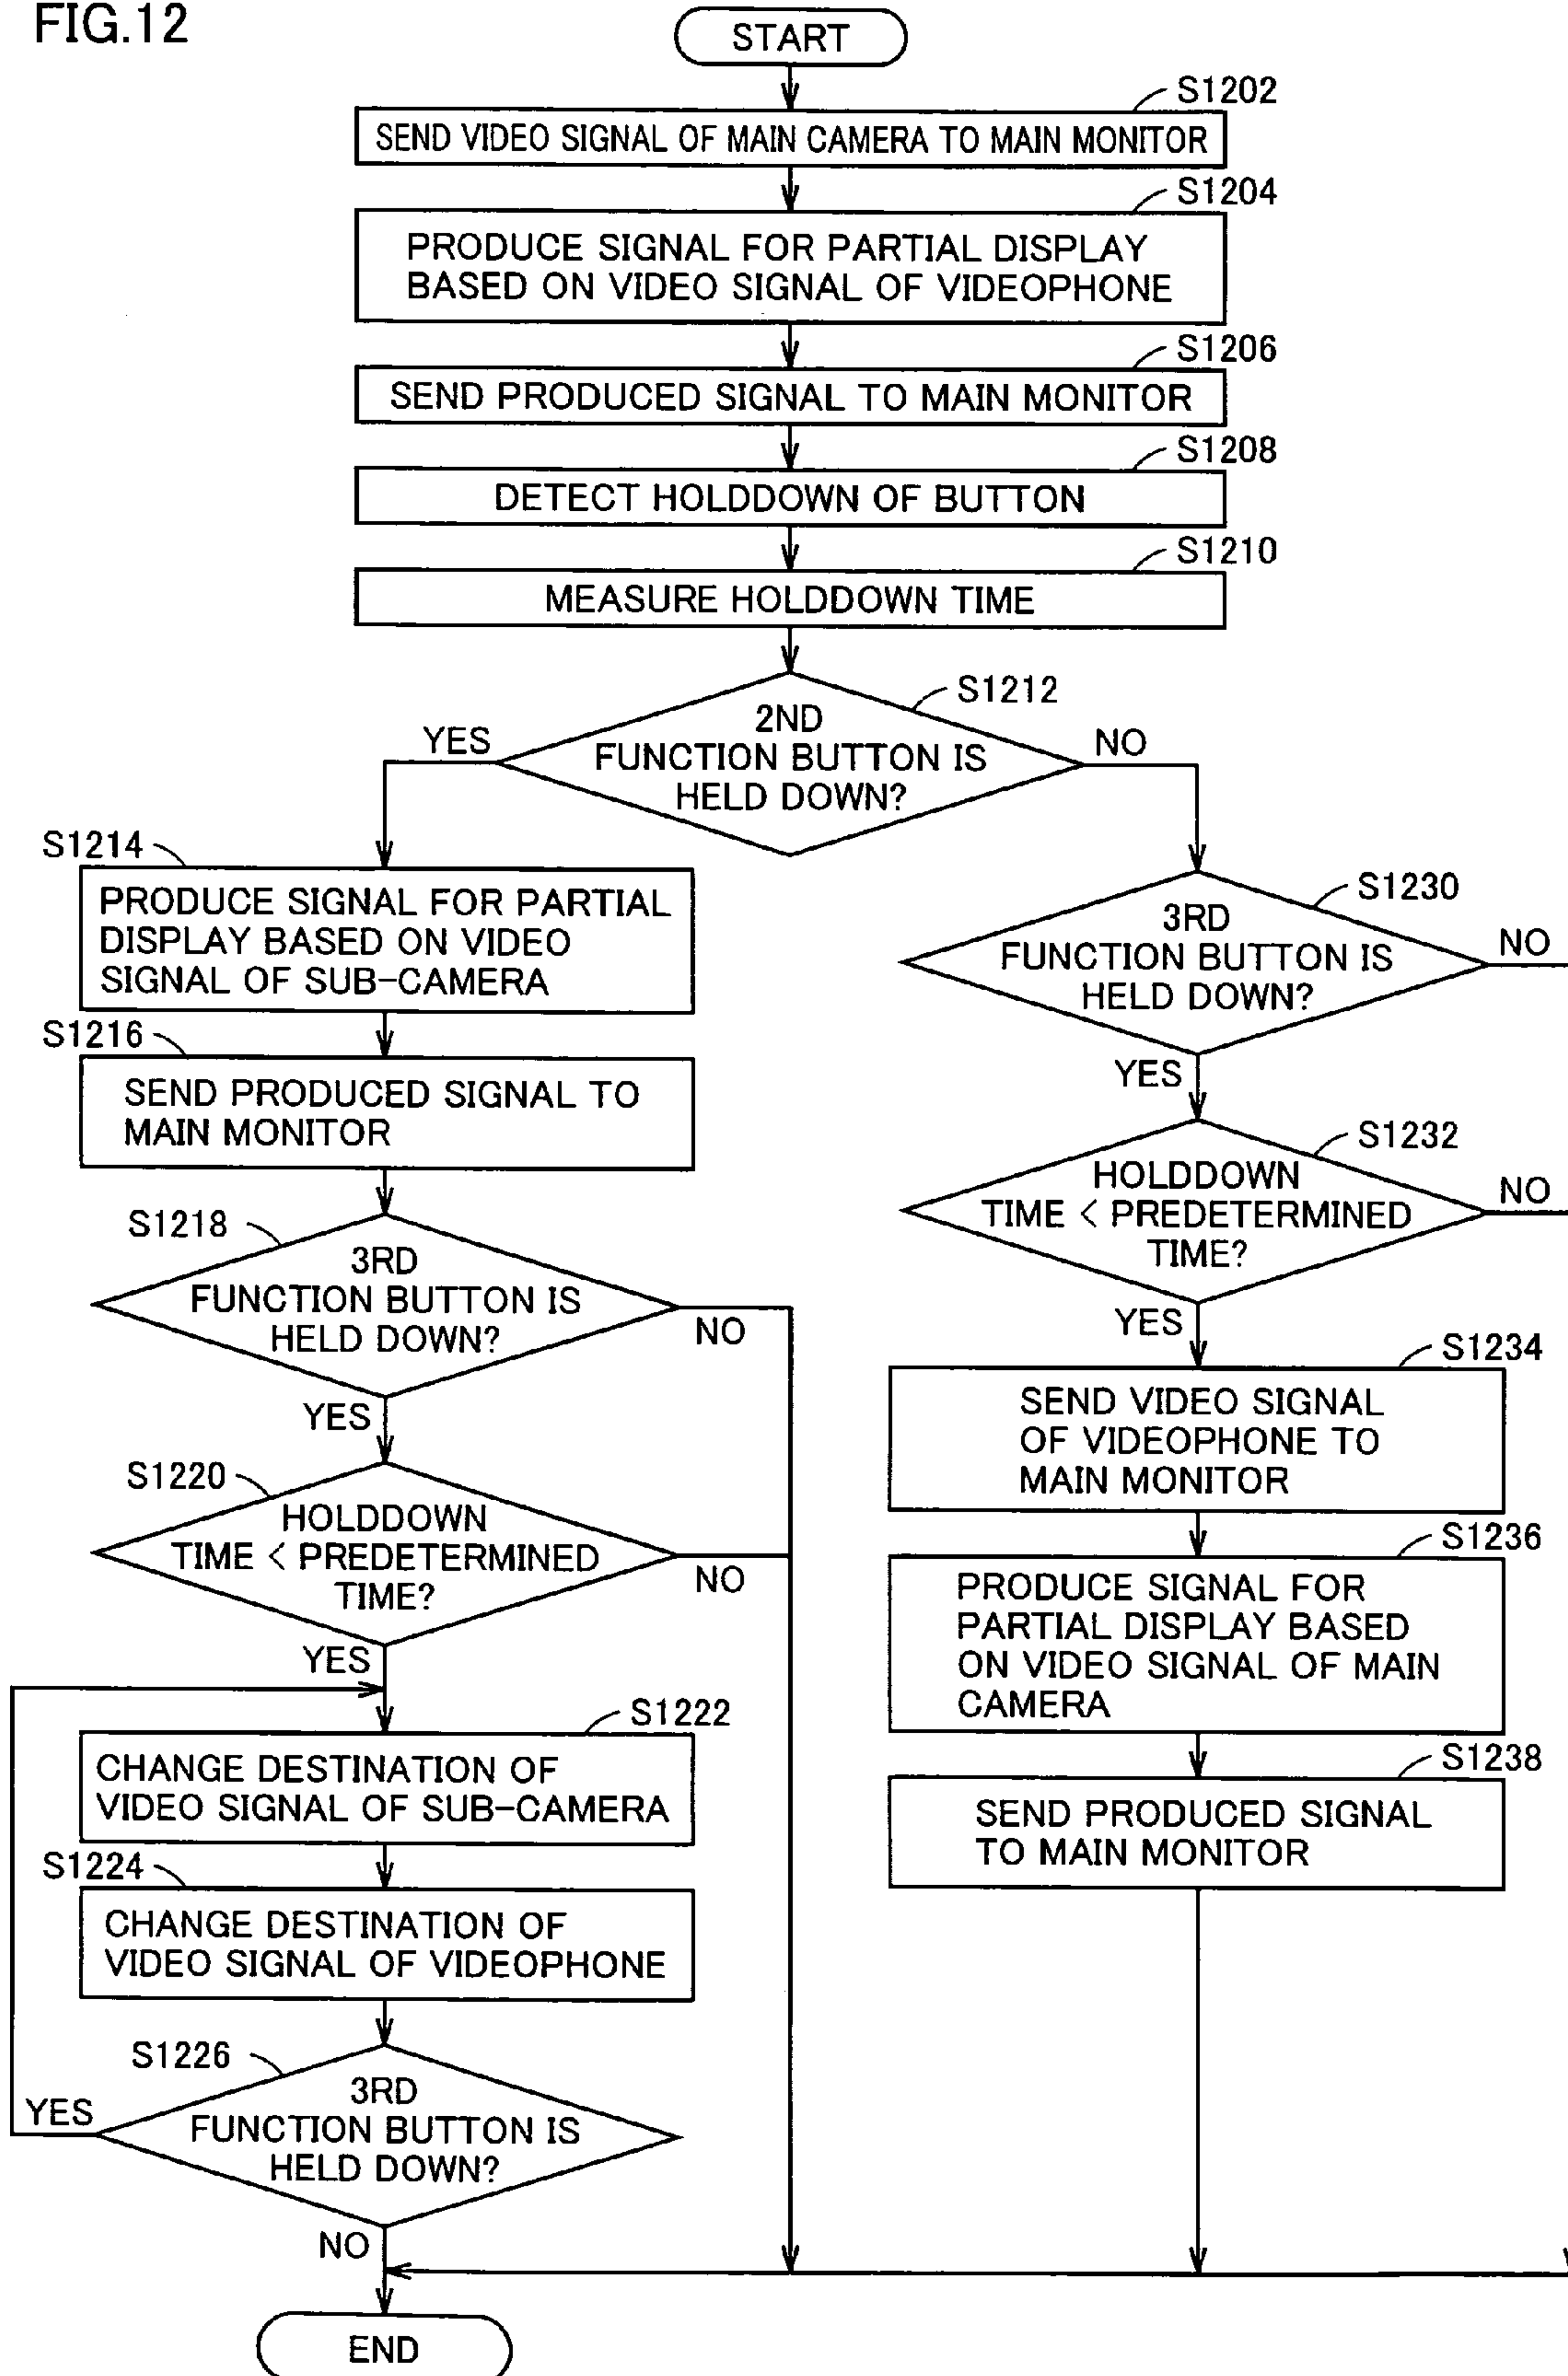 FIG.12
START
S1202
SEND VIDEO SIGNAL OF MAIN CAMERA TO MAIN MONITOR
S1204
PRODUCE SIGNAL FOR PARTIAL DISPLAY
BASED ON VIDEO SIGNAL OF VIDEOPHONE
S1206
SEND PRODUCED SIGNAL TO MAIN MONITOR
S1208
DETECT HOLDDOWN OF BUTTON
S1210
MEASURE HOLDDOWN TIME
S1212
2ND
FUNCTION BUTTON IS
HELD DOWN?
YES
NO
S1214
PRODUCE SIGNAL FOR PARTIAL
DISPLAY BASED ON VIDEO
SIGNAL OF SUB-CAMERA
S1216
SEND PRODUCED SIGNAL TO
MAIN MONITOR
S1218
3RD
FUNCTION BUTTON IS
HELD DOWN?
NO
YES
S1220
HOLDDOWN
TIME < PREDETERMINED
TIME?
NO
YES
S1222
CHANGE DESTINATION OF
VIDEO SIGNAL OF SUB-CAMERA
S1224
CHANGE DESTINATION OF
VIDEO SIGNAL OF VIDEOPHONE
S1226
3RD
FUNCTION BUTTON IS
HELD DOWN?
YES
NO
S1230
3RD
FUNCTION BUTTON IS
HELD DOWN?
NO
YES
S1232
HOLDDOWN
TIME < PREDETERMINED
TIME?
NO
YES
S1234
SEND VIDEO SIGNAL
OF VIDEOPHONE TO
MAIN MONITOR
S1236
PRODUCE SIGNAL FOR
PARTIAL DISPLAY BASED
ON VIDEO SIGNAL OF MAIN
CAMERA
S1238
SEND PRODUCED SIGNAL
TO MAIN MONITOR
END